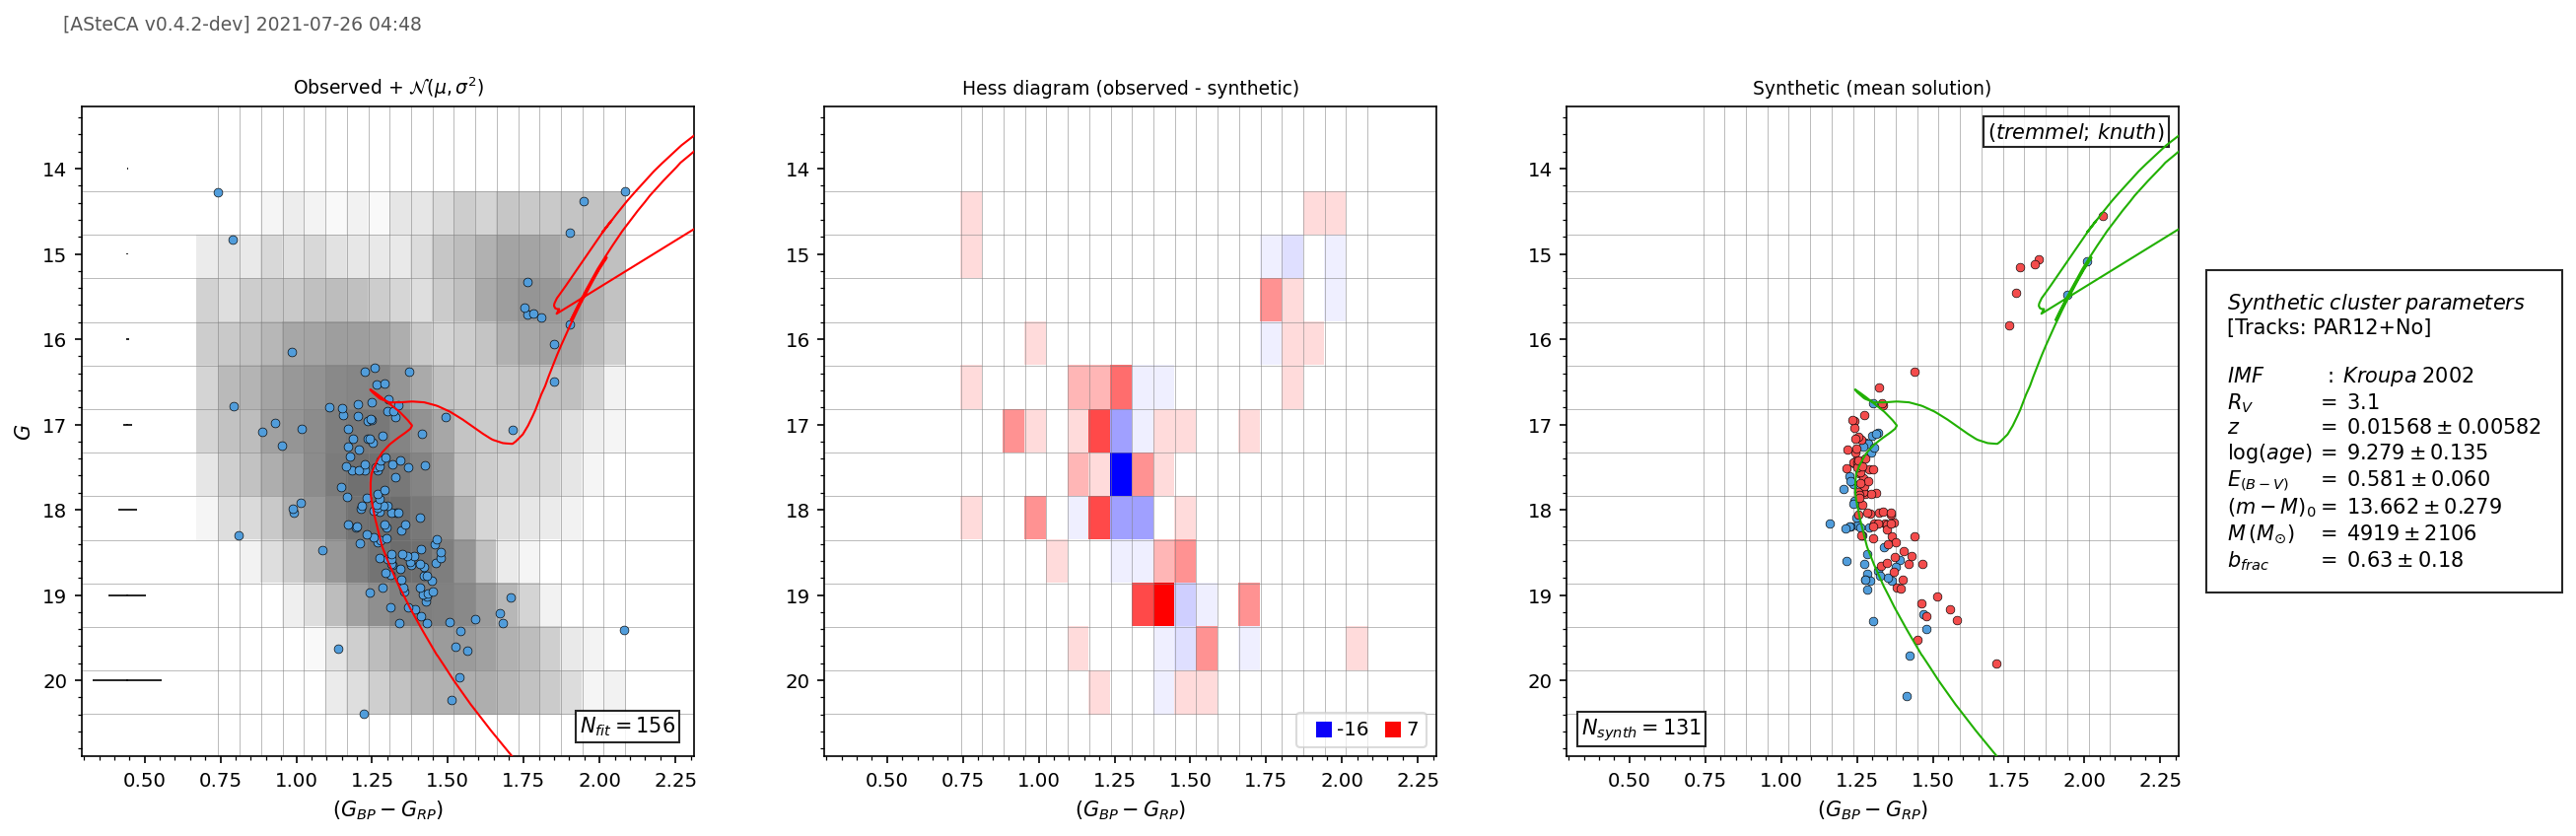 [ASteCA v0.4.2-dev] 2021-07-26 04:48
Observed + 𝒩(μ, σ²)
14
15
16
17
18
19
20
G
N_fit = 156
0.50 0.75 1.00 1.25 1.50 1.75 2.00 2.25
(G_BP − G_RP)
Hess diagram (observed - synthetic)
14
15
16
17
18
19
20
-16 7
0.50 0.75 1.00 1.25 1.50 1.75 2.00 2.25
(G_BP − G_RP)
Synthetic (mean solution)
(tremmel; knuth)
14
15
16
17
18
19
20
N_synth = 131
0.50 0.75 1.00 1.25 1.50 1.75 2.00 2.25
(G_BP − G_RP)
Synthetic cluster parameters
[Tracks: PAR12+No]
IMF : Kroupa 2002
R_V = 3.1
z = 0.01568 ± 0.00582
log(age) = 9.279 ± 0.135
E_(B−V) = 0.581 ± 0.060
(m − M)₀ = 13.662 ± 0.279
M (M_⊙) = 4919 ± 2106
b_frac = 0.63 ± 0.18